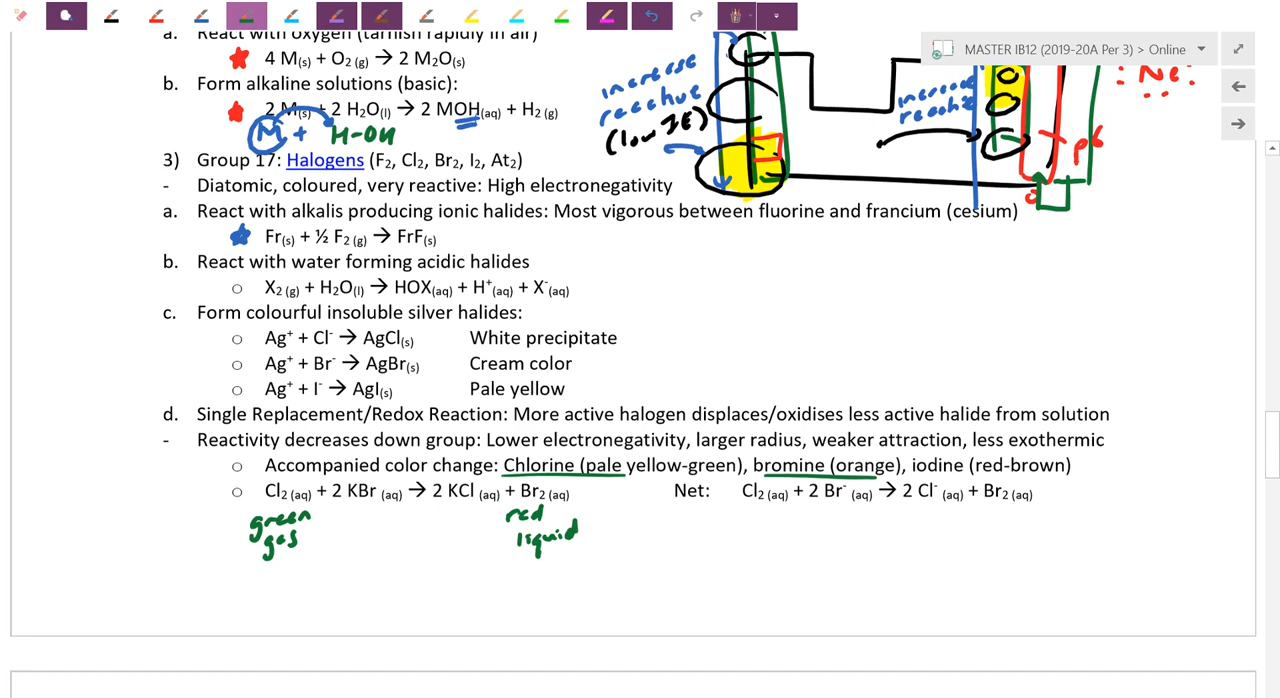 MASTER IB12 (2019-20A Per 3) > Online
a. React with oxygen (tarnish rapidly in air)
4 M(s) + O2 (g) → 2 M2O(s)
b. Form alkaline solutions (basic):
2 M(s) + 2 H2O(l) → 2 MOH(aq) + H2 (g)
M + H-OH
increase
(low IE)
increase
: Ne :
p6
3) Group 17: Halogens (F2, Cl2, Br2, I2, At2)
- Diatomic, coloured, very reactive: High electronegativity
a. React with alkalis producing ionic halides: Most vigorous between fluorine and francium (cesium)
Fr(s) + ½ F2 (g) → FrF(s)
b. React with water forming acidic halides
○ X2 (g) + H2O(l) → HOX(aq) + H⁺(aq) + X⁻(aq)
c. Form colourful insoluble silver halides:
○ Ag⁺ + Cl⁻ → AgCl(s) White precipitate
○ Ag⁺ + Br⁻ → AgBr(s) Cream color
○ Ag⁺ + I⁻ → AgI(s) Pale yellow
d. Single Replacement/Redox Reaction: More active halogen displaces/oxidises less active halide from solution
- Reactivity decreases down group: Lower electronegativity, larger radius, weaker attraction, less exothermic
○ Accompanied color change: Chlorine (pale yellow-green), bromine (orange), iodine (red-brown)
○ Cl2 (aq) + 2 KBr (aq) → 2 KCl (aq) + Br2 (aq) Net: Cl2 (aq) + 2 Br⁻ (aq) → 2 Cl⁻ (aq) + Br2 (aq)
green red
gas liquid